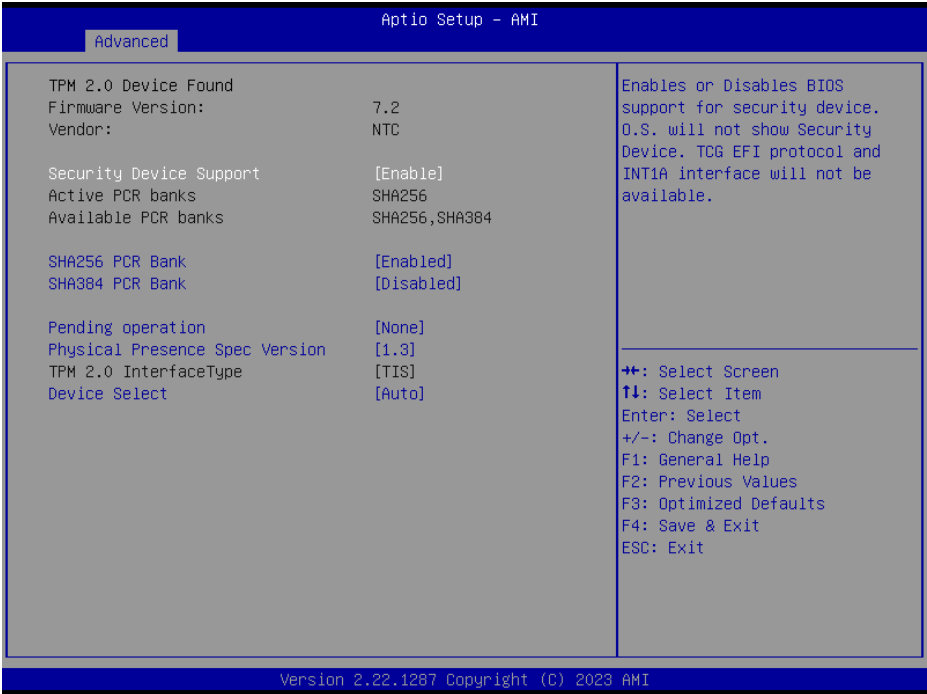 Aptio Setup – AMI
Advanced
TPM 2.0 Device Found
Firmware Version: 7.2
Vendor: NTC
Security Device Support [Enable]
Active PCR banks SHA256
Available PCR banks SHA256,SHA384
SHA256 PCR Bank [Enabled]
SHA384 PCR Bank [Disabled]
Pending operation [None]
Physical Presence Spec Version [1.3]
TPM 2.0 InterfaceType [TIS]
Device Select [Auto]
Enables or Disables BIOS
support for security device.
O.S. will not show Security
Device. TCG EFI protocol and
INT1A interface will not be
available.
→←: Select Screen
↑↓: Select Item
Enter: Select
+/-: Change Opt.
F1: General Help
F2: Previous Values
F3: Optimized Defaults
F4: Save & Exit
ESC: Exit
Version 2.22.1287 Copyright (C) 2023 AMI